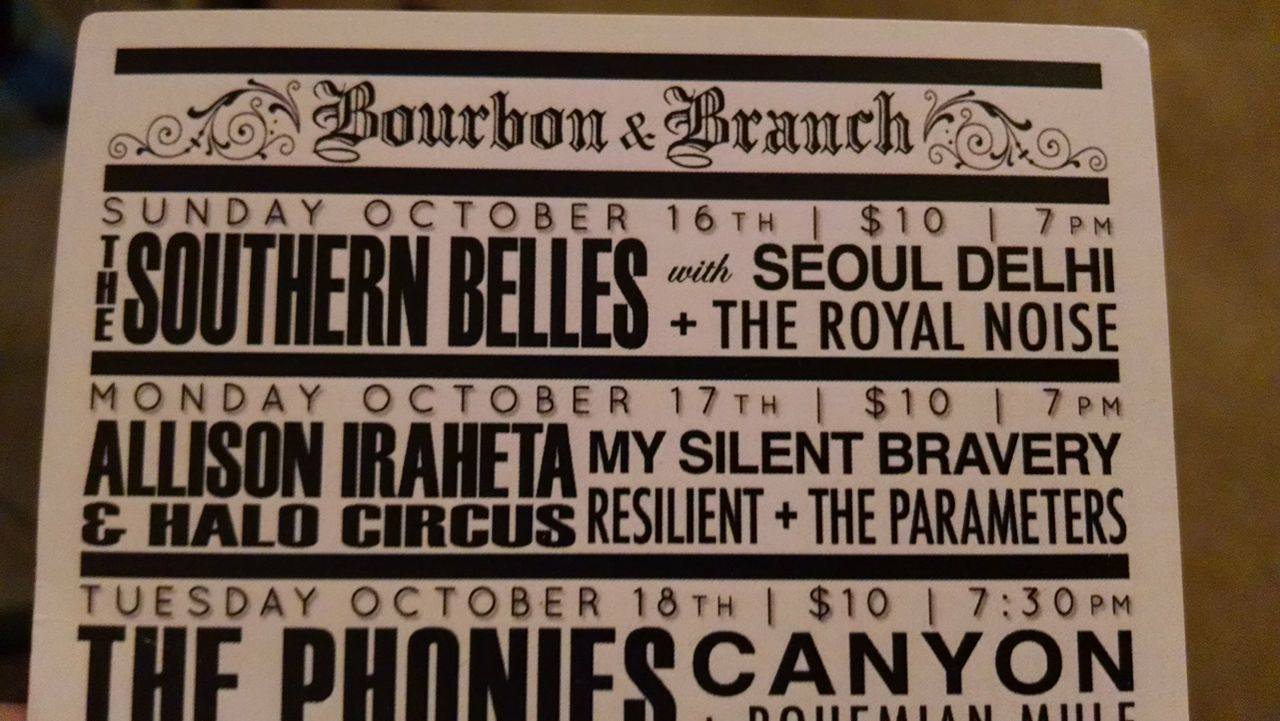 Bourbon & Branch
SUNDAY OCTOBER 16TH | $10 | 7PM
THE SOUTHERN BELLES with SEOUL DELHI
+ THE ROYAL NOISE
MONDAY OCTOBER 17TH | $10 | 7PM
ALLISON IRAHETA MY SILENT BRAVERY
& HALO CIRCUS RESILIENT + THE PARAMETERS
TUESDAY OCTOBER 18TH | $10 | 7:30PM
THE PHONIES CANYON
+ BOHEMIAN MULE